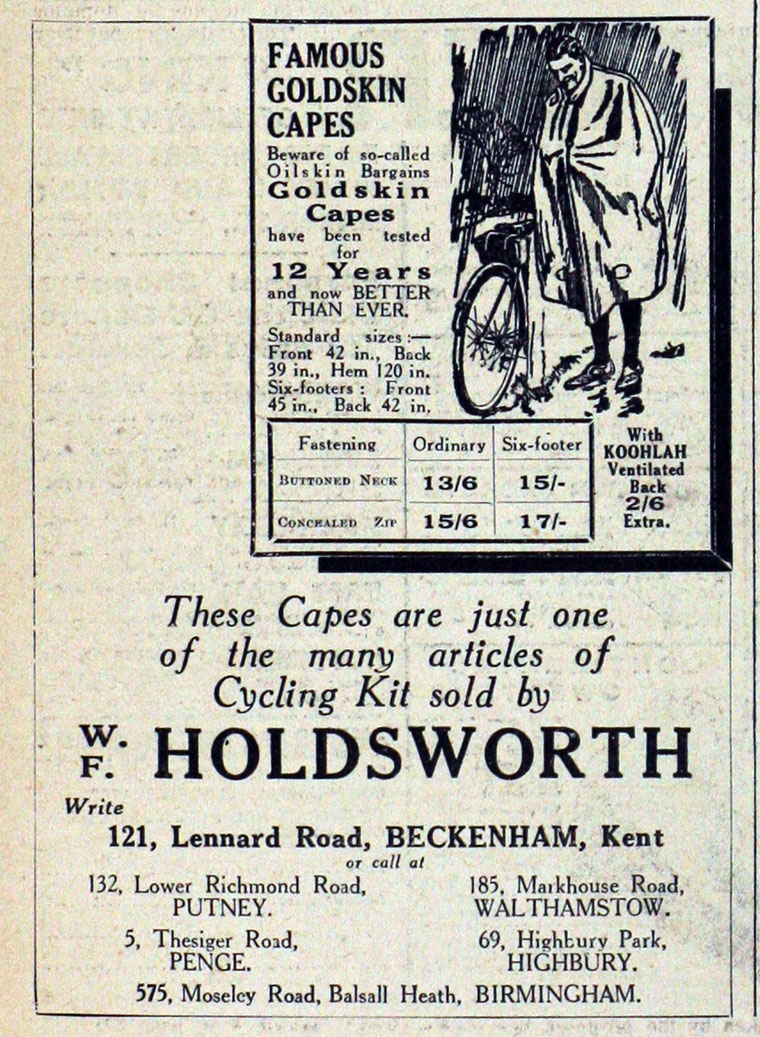 FAMOUS
GOLDSKIN
CAPES
Beware of so-called
Oilskin Bargains
Goldskin
Capes
have been tested
for
12 Years
and now BETTER
THAN EVER.
Standard sizes :—
Front 42 in., Back
39 in., Hem 120 in.
Six-footers : Front
45 in., Back 42 in.
Fastening Ordinary Six-footer
BUTTONED NECK 13/6 15/-
CONCEALED ZIP 15/6 17/-
With
KOOHLAH
Ventilated
Back
2/6
Extra.
These Capes are just one
of the many articles of
Cycling Kit sold by
W. F. HOLDSWORTH
Write
121, Lennard Road, BECKENHAM, Kent
or call at
132, Lower Richmond Road,
PUTNEY.
185, Markhouse Road,
WALTHAMSTOW.
5, Thesiger Road,
PENGE.
69, Highbury Park,
HIGHBURY.
575, Moseley Road, Balsall Heath, BIRMINGHAM.